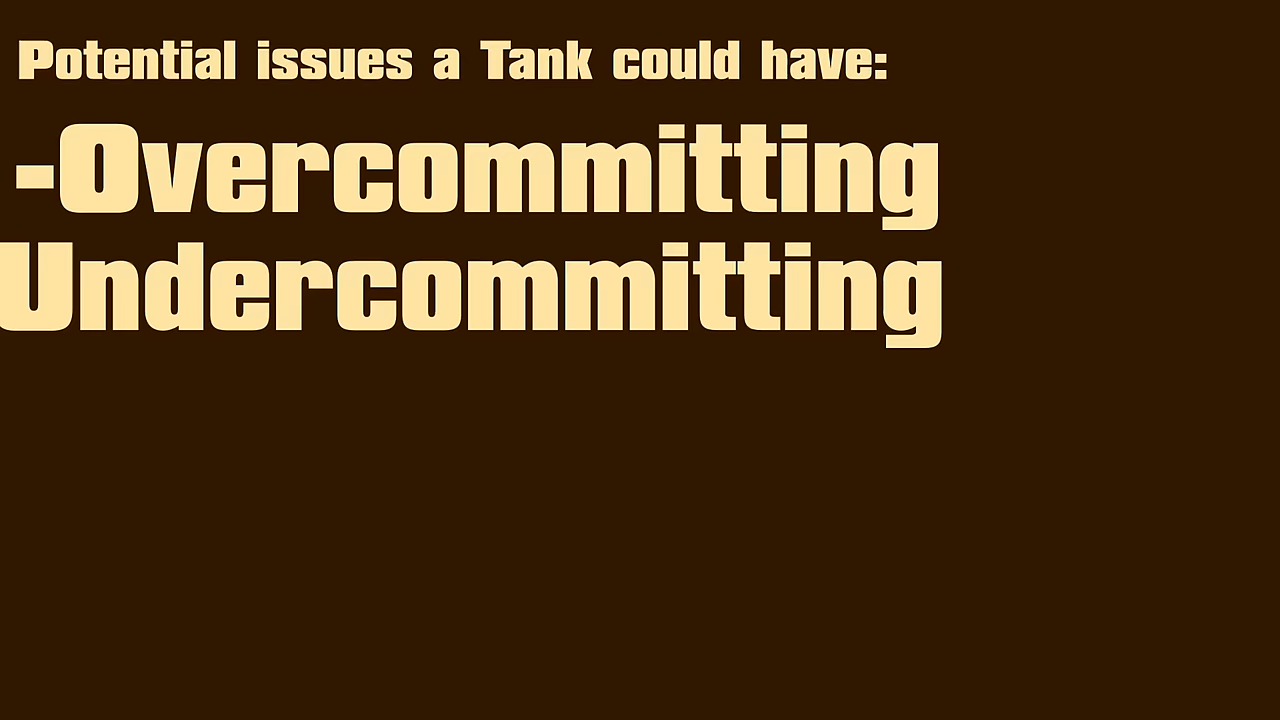 Potential issues a Tank could have:
-Overcommitting
Undercommitting